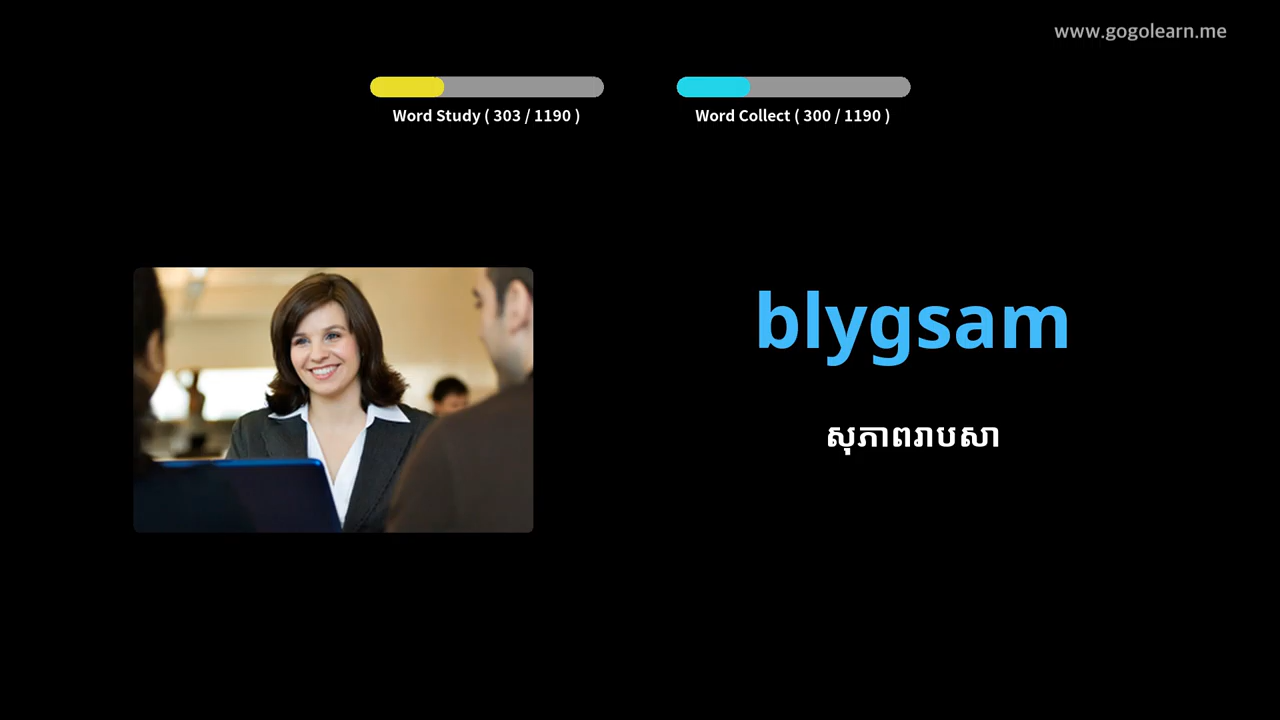 www.gogolearn.me
Word Study ( 303 / 1190 )
Word Collect ( 300 / 1190 )
blygsam
សុភាពរាបសា